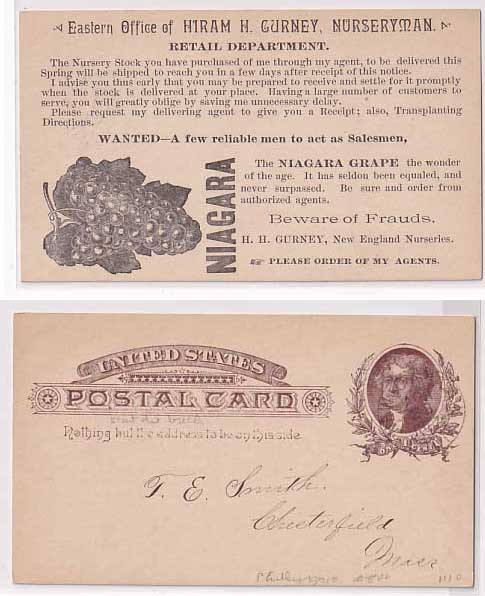 Eastern Office of HIRAM H. GURNEY, NURSERYMAN.
RETAIL DEPARTMENT.
The Nursery Stock you have purchased of me through my agent, to be delivered this
Spring will be shipped to reach you in a few days after receipt of this notice.
I advise you thus early that you may be prepared to receive and settle for it promptly
when the stock is delivered at your place. Having a large number of customers to
serve, you will greatly oblige by saving me unnecessary delay.
Please request my delivering agent to give you a Receipt; also, Transplanting
Directions.
WANTED—A few reliable men to act as Salesmen,
NIAGARA
The NIAGARA GRAPE the wonder
of the age. It has seldon been equaled, and
never surpassed. Be sure and order from
authorized agents.
Beware of Frauds.
H. H. GURNEY, New England Nurseries.
☞ PLEASE ORDER OF MY AGENTS.
UNITED STATES
POSTAL CARD
Nothing but the address to be on this side
T. E. Smith.
Chesterfield